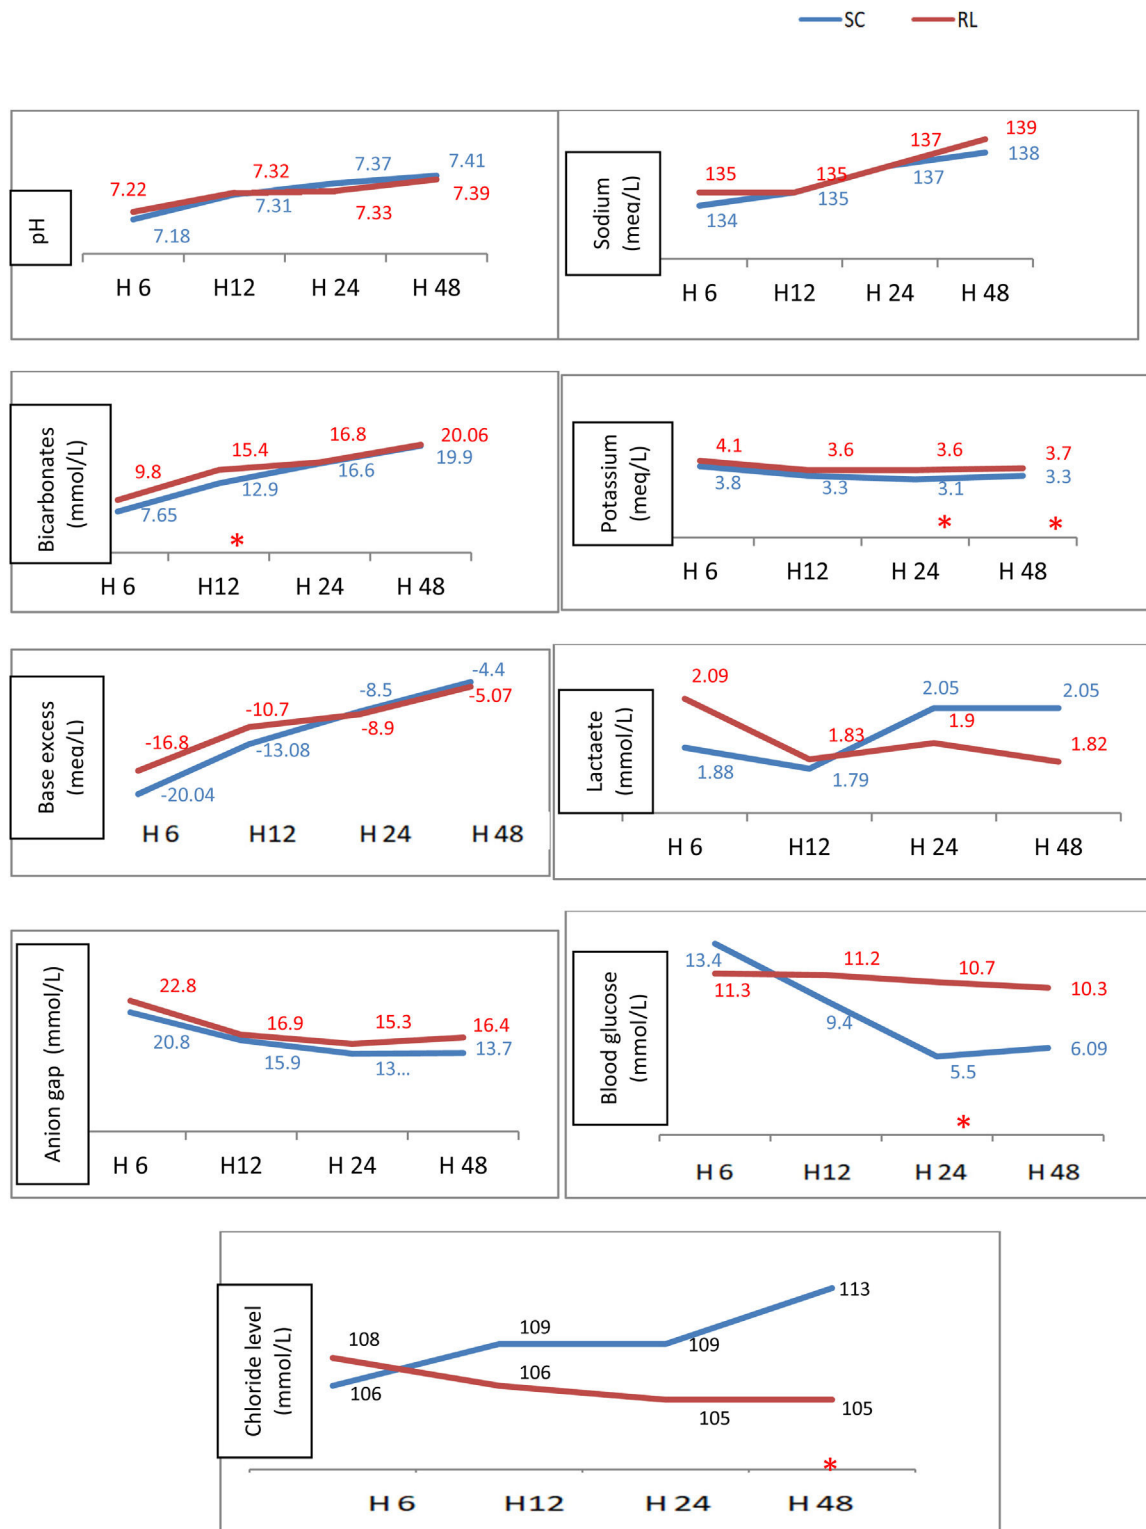 SC RL
pH
7.22
7.32
7.37
7.41
7.18
7.31
7.33
7.39
H 6 H12 H 24 H 48
Sodium
(meq/L)
135
135
137
139
134
135
137
138
H 6 H12 H 24 H 48
Bicarbonates
(mmol/L)
9.8
15.4
16.8
20.06
7.65
12.9
16.6
19.9
*
H 6 H12 H 24 H 48
Potassium
(meq/L)
4.1
3.6
3.6
3.7
3.8
3.3
3.1
3.3
* *
H 6 H12 H 24 H 48
Base excess
(meq/L)
-16.8
-10.7
-8.5
-4.4
-20.04
-13.08
-8.9
-5.07
H 6 H12 H 24 H 48
Lactaete
(mmol/L)
2.09
1.83
2.05
2.05
1.88
1.79
1.9
1.82
H 6 H12 H 24 H 48
Anion gap (mmol/L)
22.8
16.9
15.3
16.4
20.8
15.9
13...
13.7
H 6 H12 H 24 H 48
Blood glucose
(mmol/L)
13.4
11.2
10.7
10.3
11.3
9.4
5.5
6.09
*
H 6 H12 H 24 H 48
Chloride level
(mmol/L)
108
109
109
113
106
106
105
105
*
H 6 H12 H 24 H 48